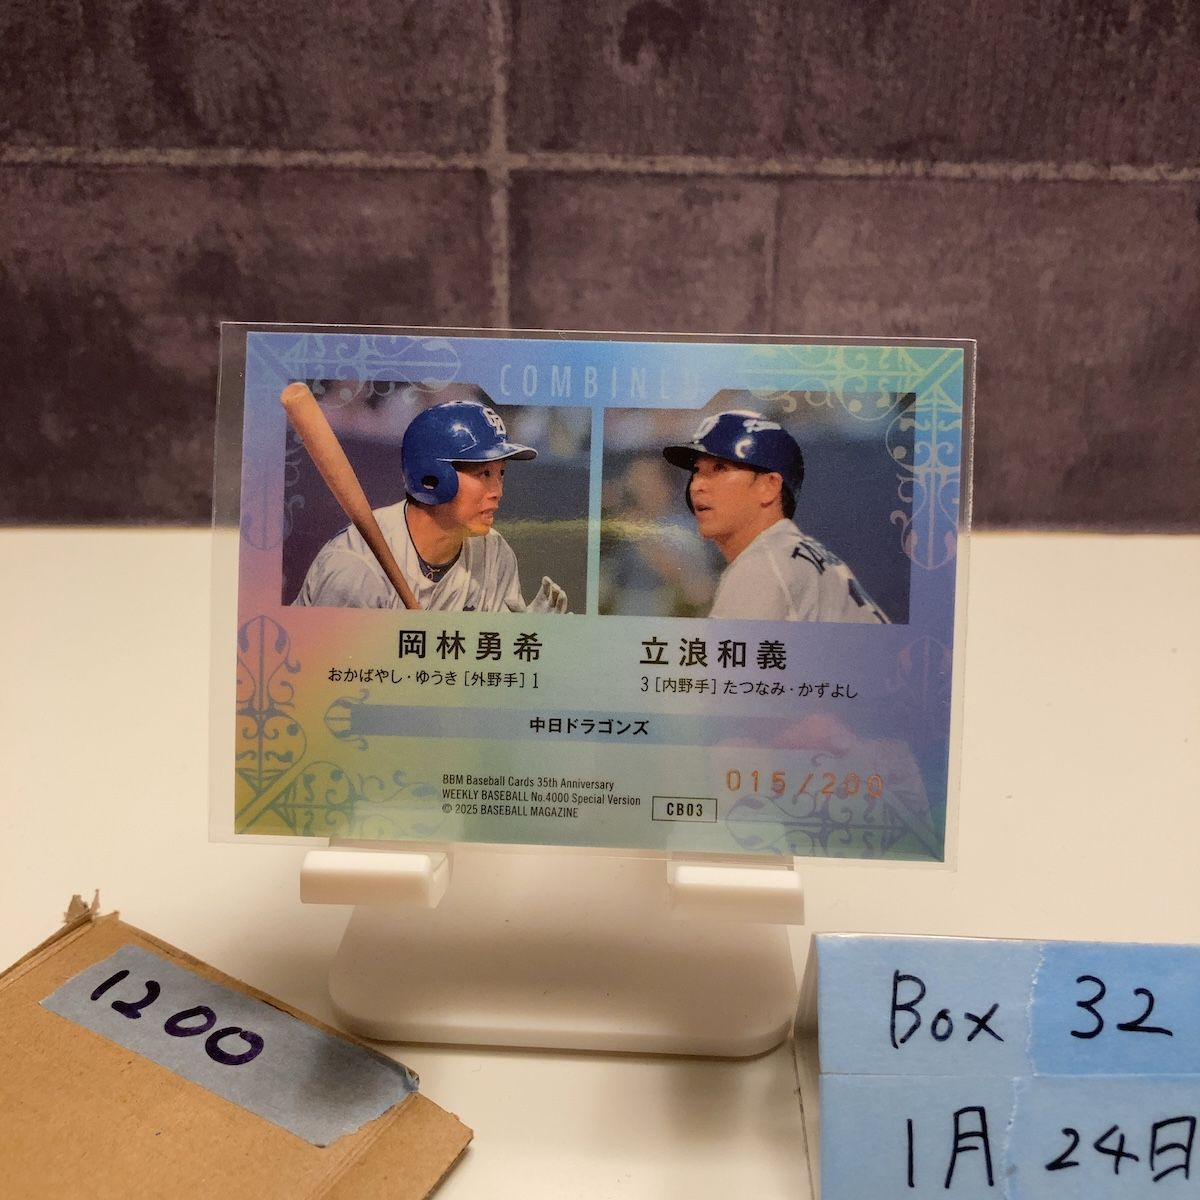 COMBINED
岡林勇希
おかばやし・ゆうき [外野手] 1
立浪和義
3 [内野手] たつなみ・かずよし
中日ドラゴンズ
BBM Baseball Cards 35th Anniversary
WEEKLY BASEBALL No.4000 Special Version
© 2025 BASEBALL MAGAZINE
CB03
015/200
1200
Box 32
1月 24日